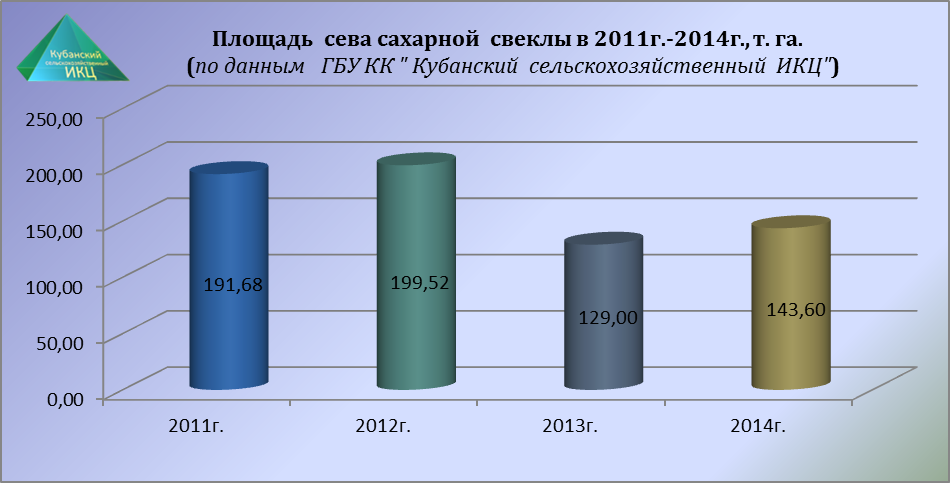 Кубанский
сельскохозяйственный
ИКЦ
Площадь сева сахарной свеклы в 2011г.-2014г., т. га.
(по данным ГБУ КК " Кубанский сельскохозяйственный ИКЦ")
250,00
200,00
150,00
100,00
50,00
0,00
191,68
199,52
129,00
143,60
2011г.
2012г.
2013г.
2014г.